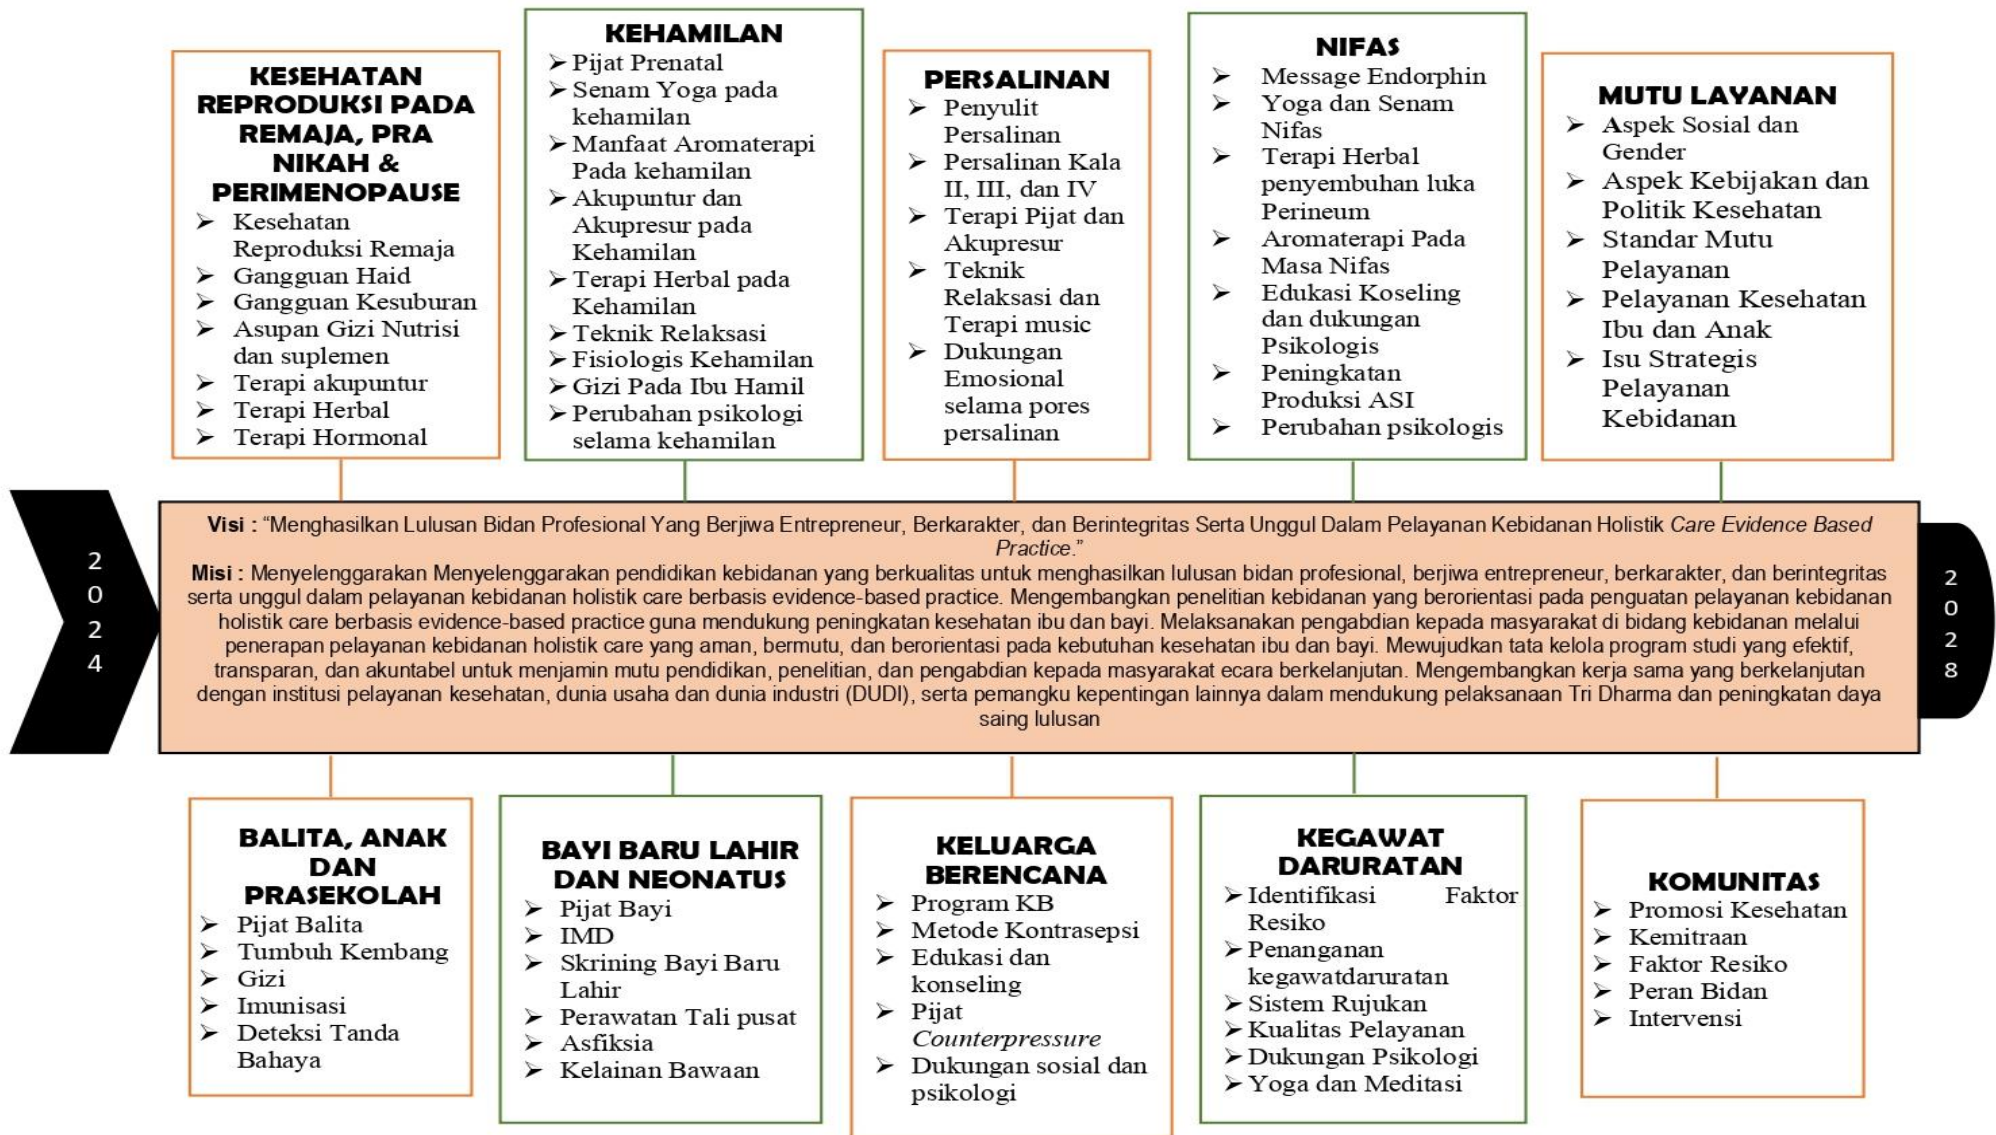 KESEHATAN
REPRODUKSI PADA
REMAJA, PRA
NIKAH &
PERIMENOPAUSE
➢ Kesehatan
Reproduksi Remaja
➢ Gangguan Haid
➢ Gangguan Kesuburan
➢ Asupan Gizi Nutrisi
dan suplemen
➢ Terapi akupuntur
➢ Terapi Herbal
➢ Terapi Hormonal
KEHAMILAN
➢ Pijat Prenatal
➢ Senam Yoga pada
kehamilan
➢ Manfaat Aromaterapi
Pada kehamilan
➢ Akupuntur dan
Akupresur pada
Kehamilan
➢ Terapi Herbal pada
Kehamilan
➢ Teknik Relaksasi
➢ Fisiologis Kehamilan
➢ Gizi Pada Ibu Hamil
➢ Perubahan psikologi
selama kehamilan
PERSALINAN
➢ Penyulit
Persalinan
➢ Persalinan Kala
II, III, dan IV
➢ Terapi Pijat dan
Akupresur
➢ Teknik
Relaksasi dan
Terapi music
➢ Dukungan
Emosional
selama pores
persalinan
NIFAS
➢ Message Endorphin
➢ Yoga dan Senam
Nifas
➢ Terapi Herbal
penyembuhan luka
Perineum
➢ Aromaterapi Pada
Masa Nifas
➢ Edukasi Koseling
dan dukungan
Psikologis
➢ Peningkatan
Produksi ASI
➢ Perubahan psikologis
MUTU LAYANAN
➢ Aspek Sosial dan
Gender
➢ Aspek Kebijakan dan
Politik Kesehatan
➢ Standar Mutu
Pelayanan
➢ Pelayanan Kesehatan
Ibu dan Anak
➢ Isu Strategis
Pelayanan
Kebidanan
2
0
2
4
Visi : “Menghasilkan Lulusan Bidan Profesional Yang Berjiwa Entrepreneur, Berkarakter, dan Berintegritas Serta Unggul Dalam Pelayanan Kebidanan Holistik Care Evidence Based
Practice.”
Misi : Menyelenggarakan Menyelenggarakan pendidikan kebidanan yang berkualitas untuk menghasilkan lulusan bidan profesional, berjiwa entrepreneur, berkarakter, dan berintegritas
serta unggul dalam pelayanan kebidanan holistik care berbasis evidence-based practice. Mengembangkan penelitian kebidanan yang berorientasi pada penguatan pelayanan kebidanan
holistik care berbasis evidence-based practice guna mendukung peningkatan kesehatan ibu dan bayi. Melaksanakan pengabdian kepada masyarakat di bidang kebidanan melalui
penerapan pelayanan kebidanan holistik care yang aman, bermutu, dan berorientasi pada kebutuhan kesehatan ibu dan bayi. Mewujudkan tata kelola program studi yang efektif,
transparan, dan akuntabel untuk menjamin mutu pendidikan, penelitian, dan pengabdian kepada masyarakat ecara berkelanjutan. Mengembangkan kerja sama yang berkelanjutan
dengan institusi pelayanan kesehatan, dunia usaha dan dunia industri (DUDI), serta pemangku kepentingan lainnya dalam mendukung pelaksanaan Tri Dharma dan peningkatan daya
saing lulusan
2
0
2
8
BALITA, ANAK
DAN
PRASEKOLAH
➢ Pijat Balita
➢ Tumbuh Kembang
➢ Gizi
➢ Imunisasi
➢ Deteksi Tanda
Bahaya
BAYI BARU LAHIR
DAN NEONATUS
➢ Pijat Bayi
➢ IMD
➢ Skrining Bayi Baru
Lahir
➢ Perawatan Tali pusat
➢ Asfiksia
➢ Kelainan Bawaan
KELUARGA
BERENCANA
➢ Program KB
➢ Metode Kontrasepsi
➢ Edukasi dan
konseling
➢ Pijat
Counterpressure
➢ Dukungan sosial dan
psikologi
KEGAWAT
DARURATAN
➢ Identifikasi Faktor
Resiko
➢ Penanganan
kegawatdaruratan
➢ Sistem Rujukan
➢ Kualitas Pelayanan
➢ Dukungan Psikologi
➢ Yoga dan Meditasi
KOMUNITAS
➢ Promosi Kesehatan
➢ Kemitraan
➢ Faktor Resiko
➢ Peran Bidan
➢ Intervensi